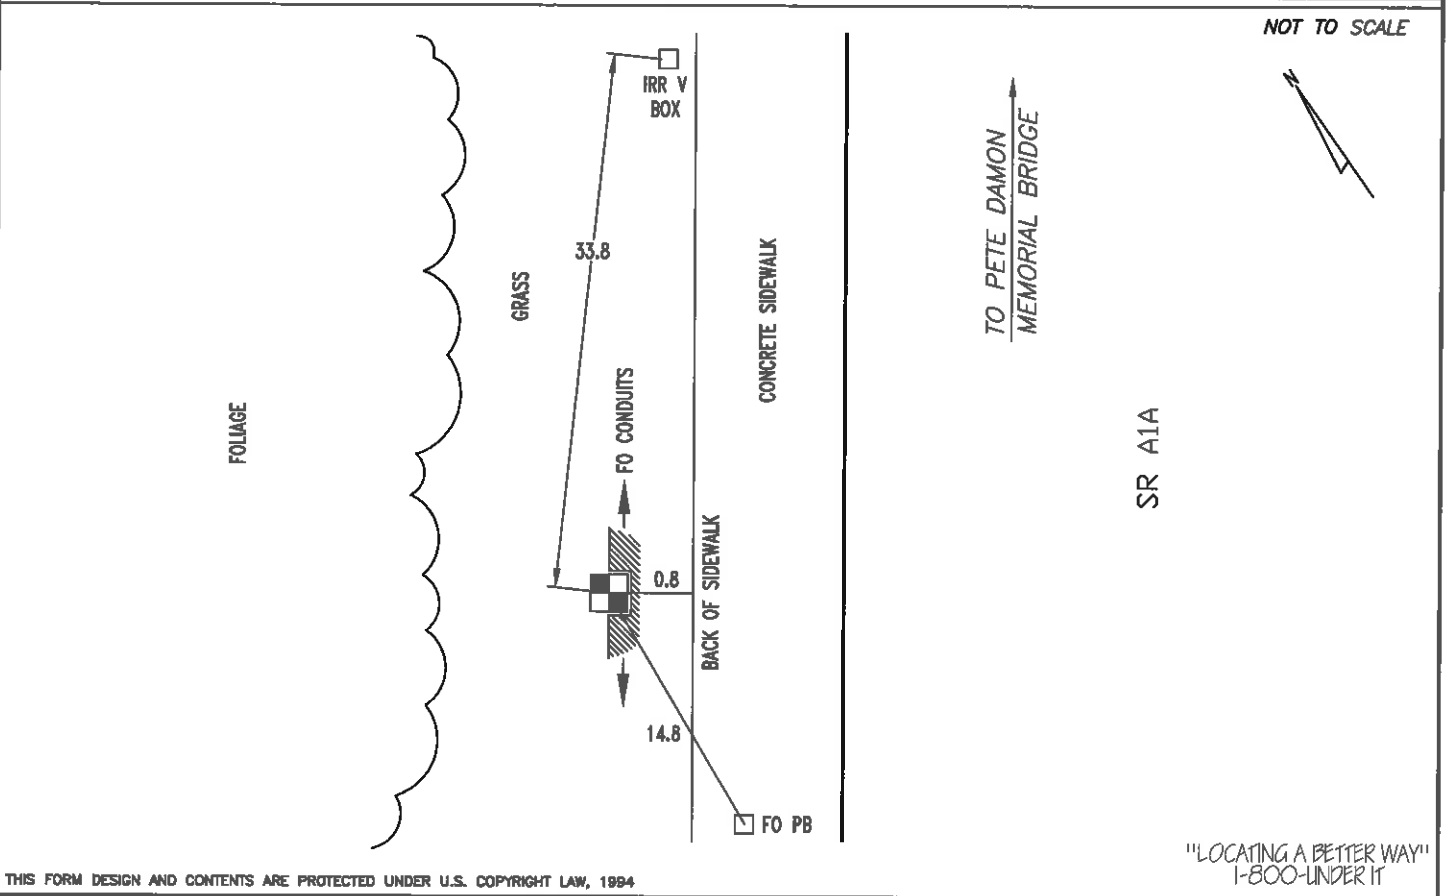 NOT TO SCALE
N
IRR V
BOX
TO PETE DAMON
MEMORIAL BRIDGE
33.8
GRASS
CONCRETE SIDEWALK
FO CONDUITS
FOLIAGE
SR A1A
0.8
BACK OF SIDEWALK
14.8
FO PB
"LOCATING A BETTER WAY"
1-800-UNDER IT
THIS FORM DESIGN AND CONTENTS ARE PROTECTED UNDER U.S. COPYRIGHT LAW, 1994